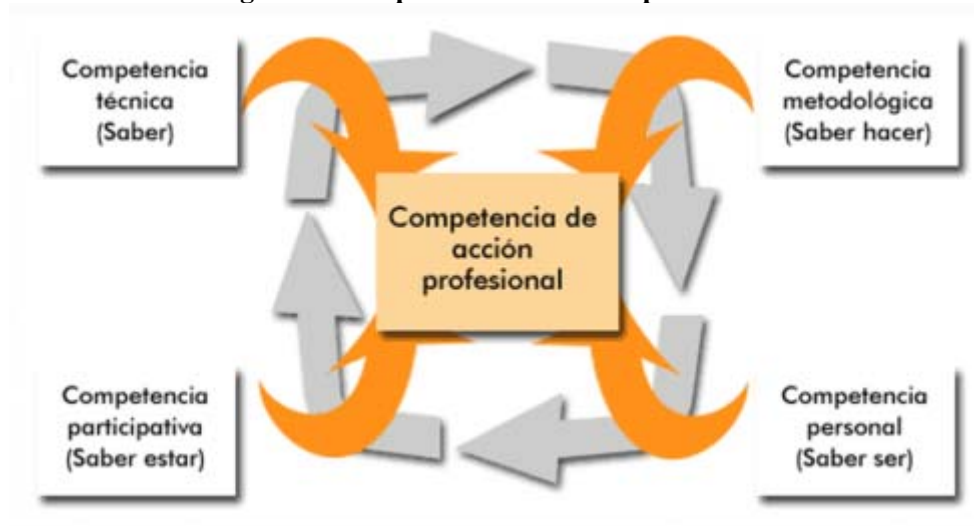 Competencia
técnica
(Saber)
Competencia
metodológica
(Saber hacer)
Competencia de
acción
profesional
Competencia
participativa
(Saber estar)
Competencia
personal
(Saber ser)